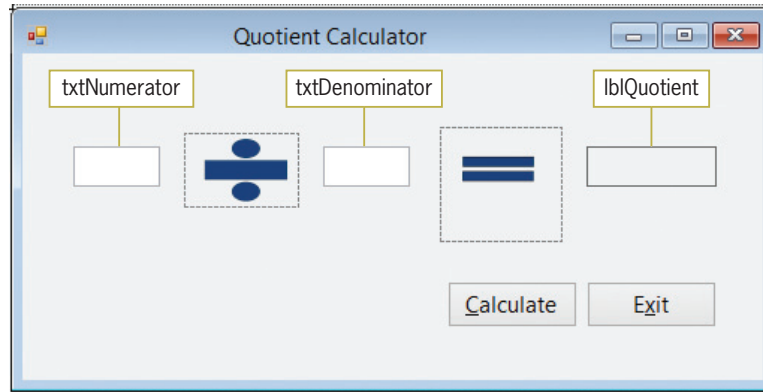 Quotient Calculator
txtNumerator txtDenominator lblQuotient
Calculate Exit